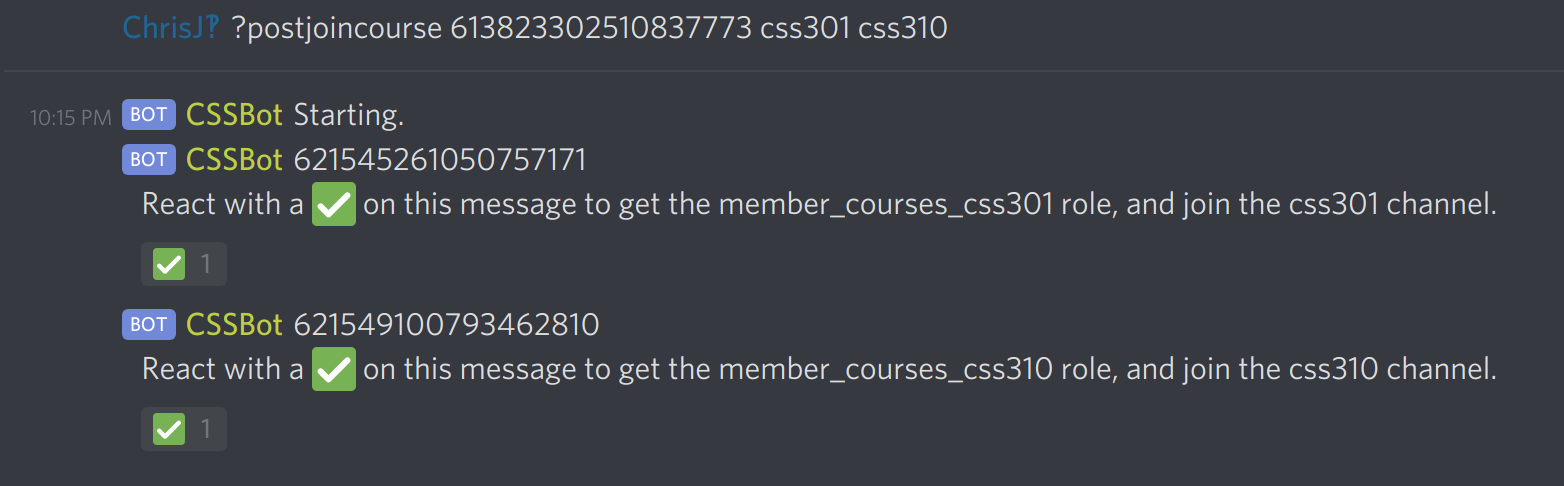 ChrisJ‽ ?postjoincourse 613823302510837773 css301 css310
10:15 PM BOT CSSBot Starting.
BOT CSSBot 621545261050757171
React with a ✅ on this message to get the member_courses_css301 role, and join the css301 channel.
✅ 1
BOT CSSBot 621549100793462810
React with a ✅ on this message to get the member_courses_css310 role, and join the css310 channel.
✅ 1